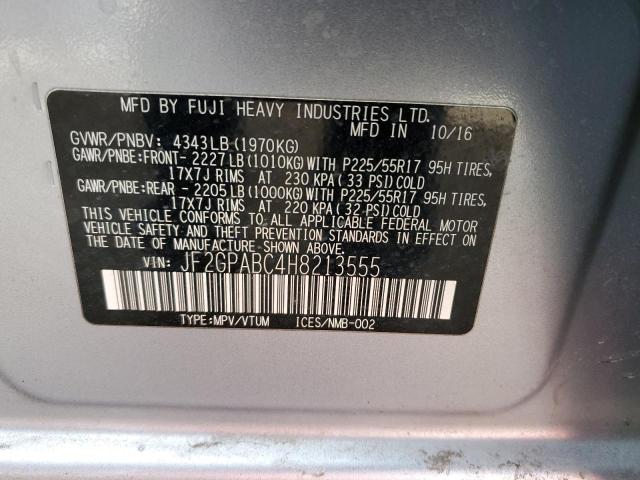 MFD BY FUJI HEAVY INDUSTRIES LTD.
MFD IN 10/16
GVWR/PNBV: 4343LB(1970KG)
GAWR/PNBE:FRONT- 2227LB(1010KG)WITH P225/55R17 95H TIRES,
17X7J RIMS AT 230 KPA(33 PSI)COLD
GAWR/PNBE:REAR - 2205LB(1000KG)WITH P225/55R17 95H TIRES,
17X7J RIMS AT 220 KPA(32 PSI)COLD
THIS VEHICLE CONFORMS TO ALL APPLICABLE FEDERAL MOTOR
VEHICLE SAFETY AND THEFT PREVENTION STANDARDS IN EFFECT ON
THE DATE OF MANUFACTURE SHOWN ABOVE.
VIN: JF2GPABC4H8213555
TYPE:MPV/VTUM ICES/NMB-002